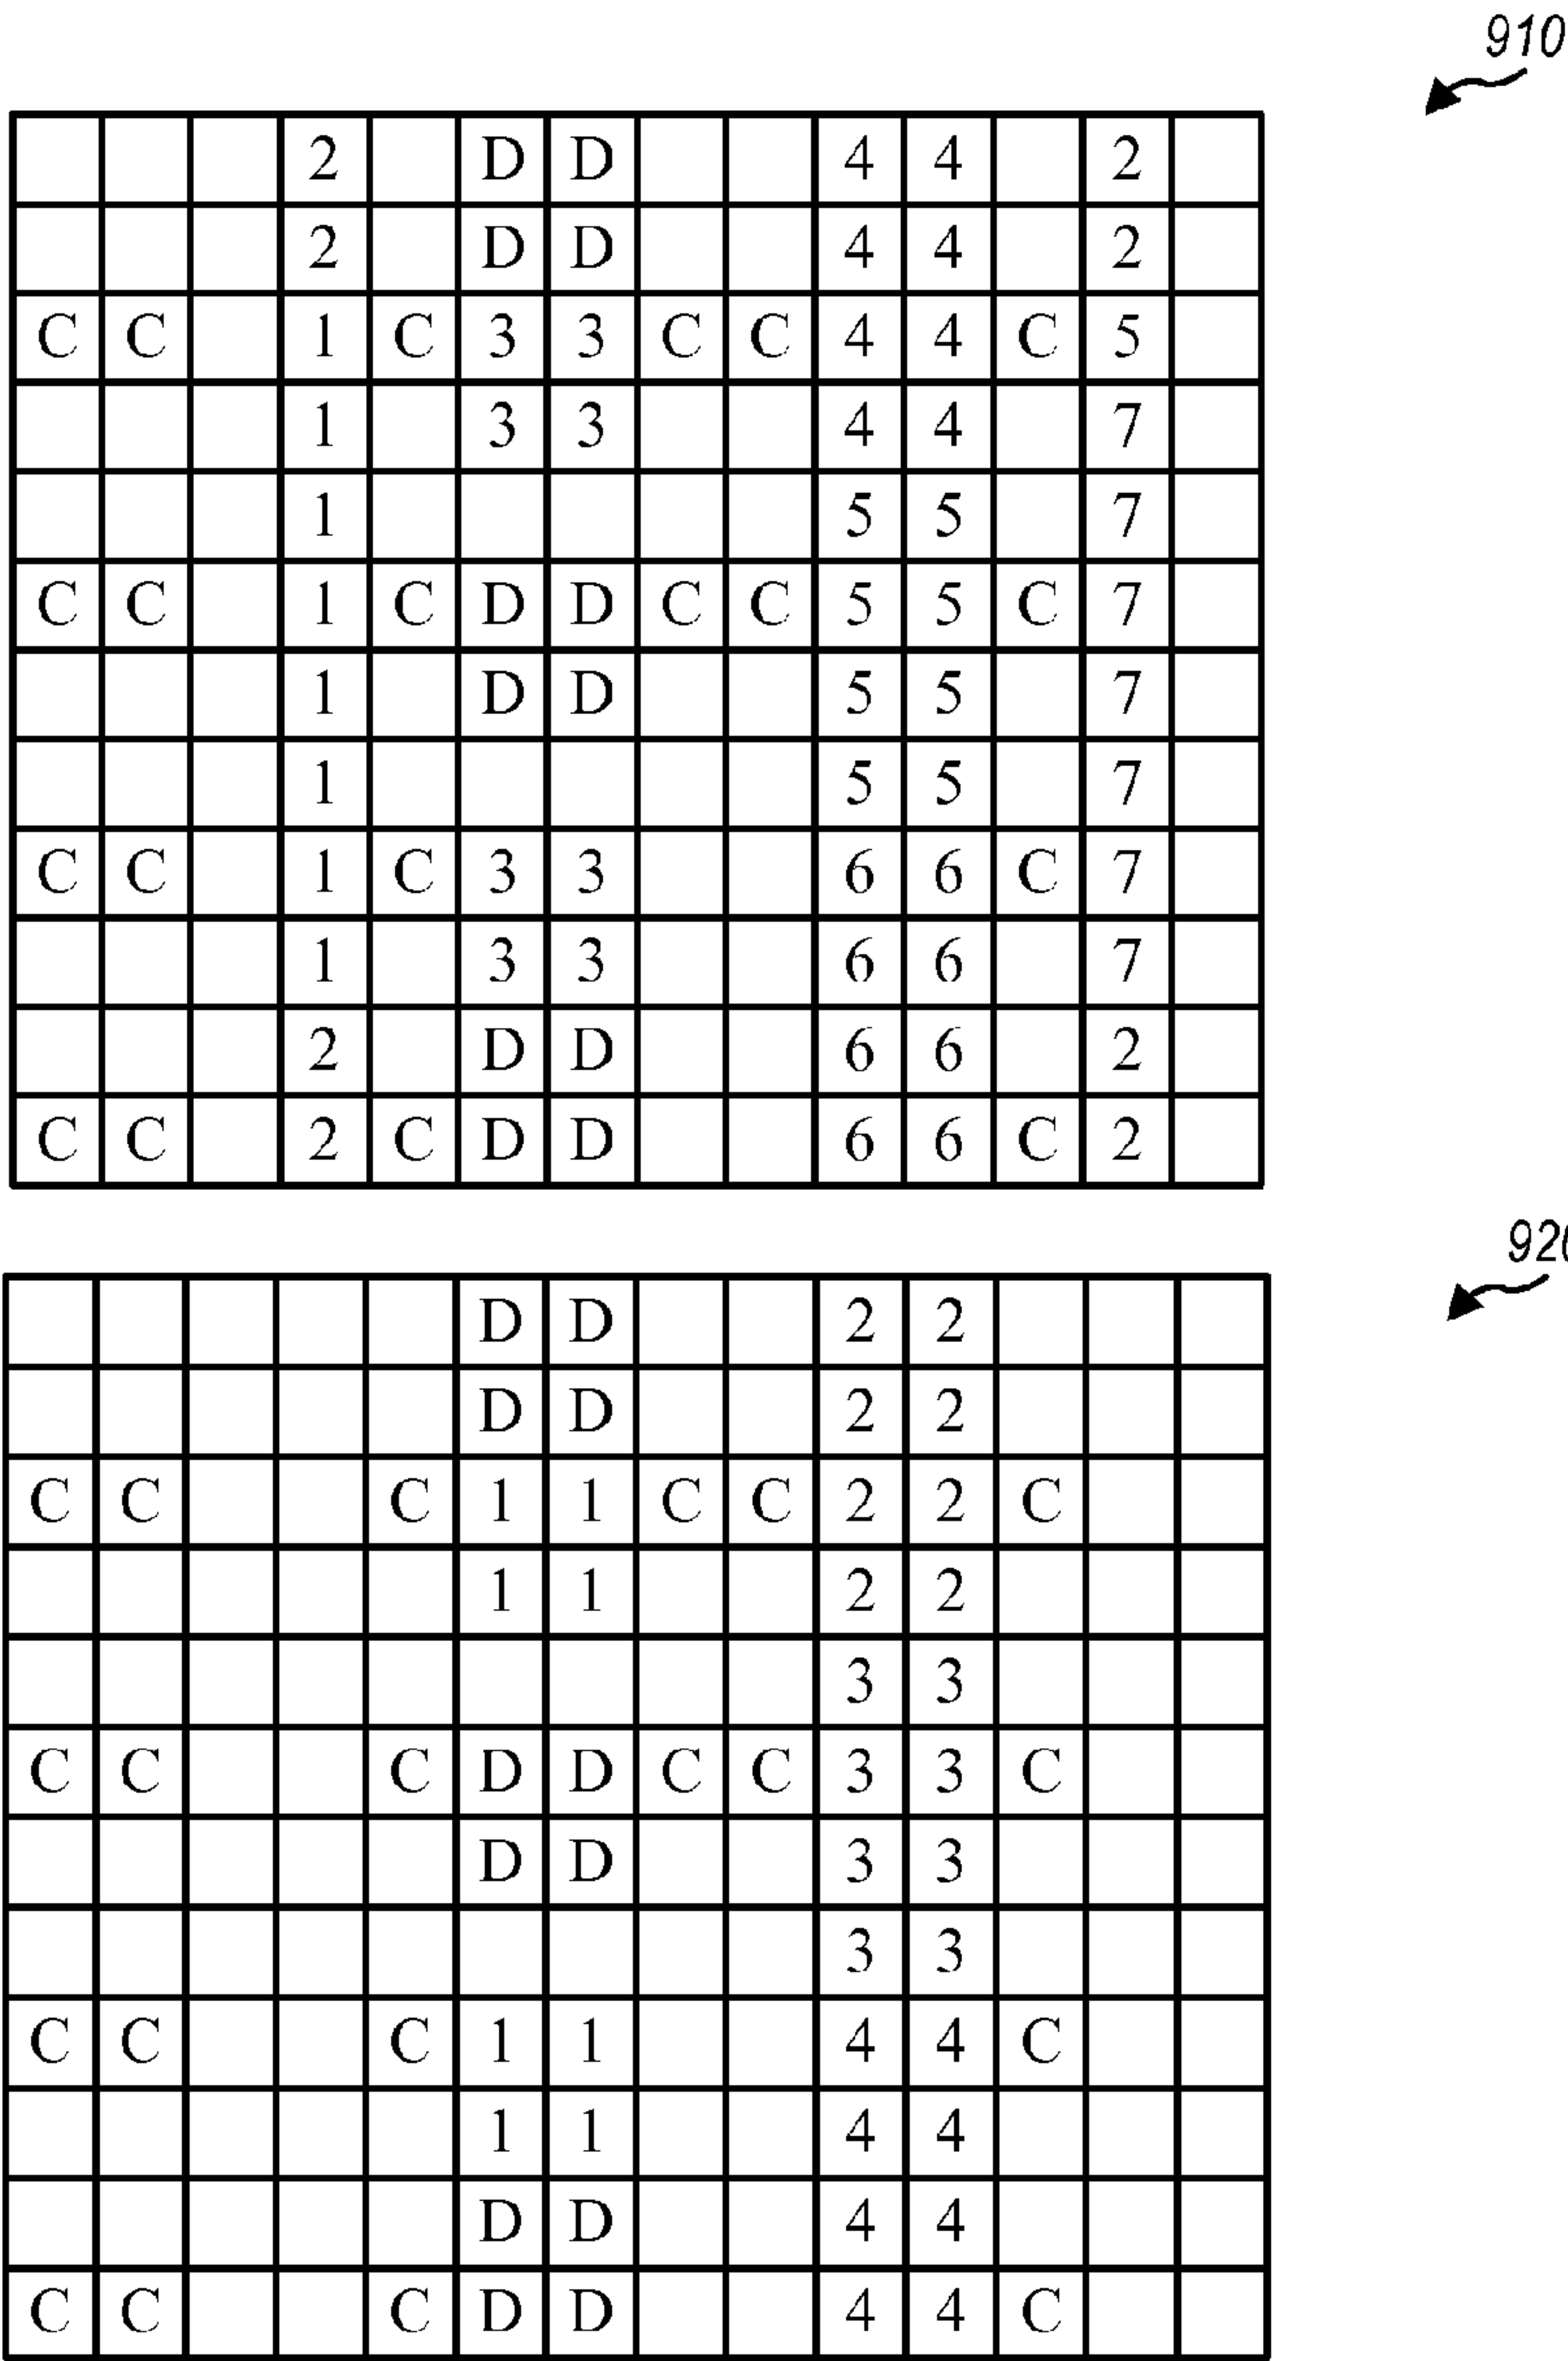 910
2 D D 4 4 2
2 D D 4 4 2
C C 1 C 3 3 C C 4 4 C 5
1 3 3 4 4 7
1 5 5 7
C C 1 C D D C C 5 5 C 7
1 D D 5 5 7
1 5 5 7
C C 1 C 3 3 6 6 C 7
1 3 3 6 6 7
2 D D 6 6 2
C C 2 C D D 6 6 C 2
920
D D 2 2
D D 2 2
C C C 1 1 C C 2 2 C
1 1 2 2
3 3
C C C D D C C 3 3 C
D D 3 3
3 3
C C C 1 1 4 4 C
1 1 4 4
D D 4 4
C C C D D 4 4 C